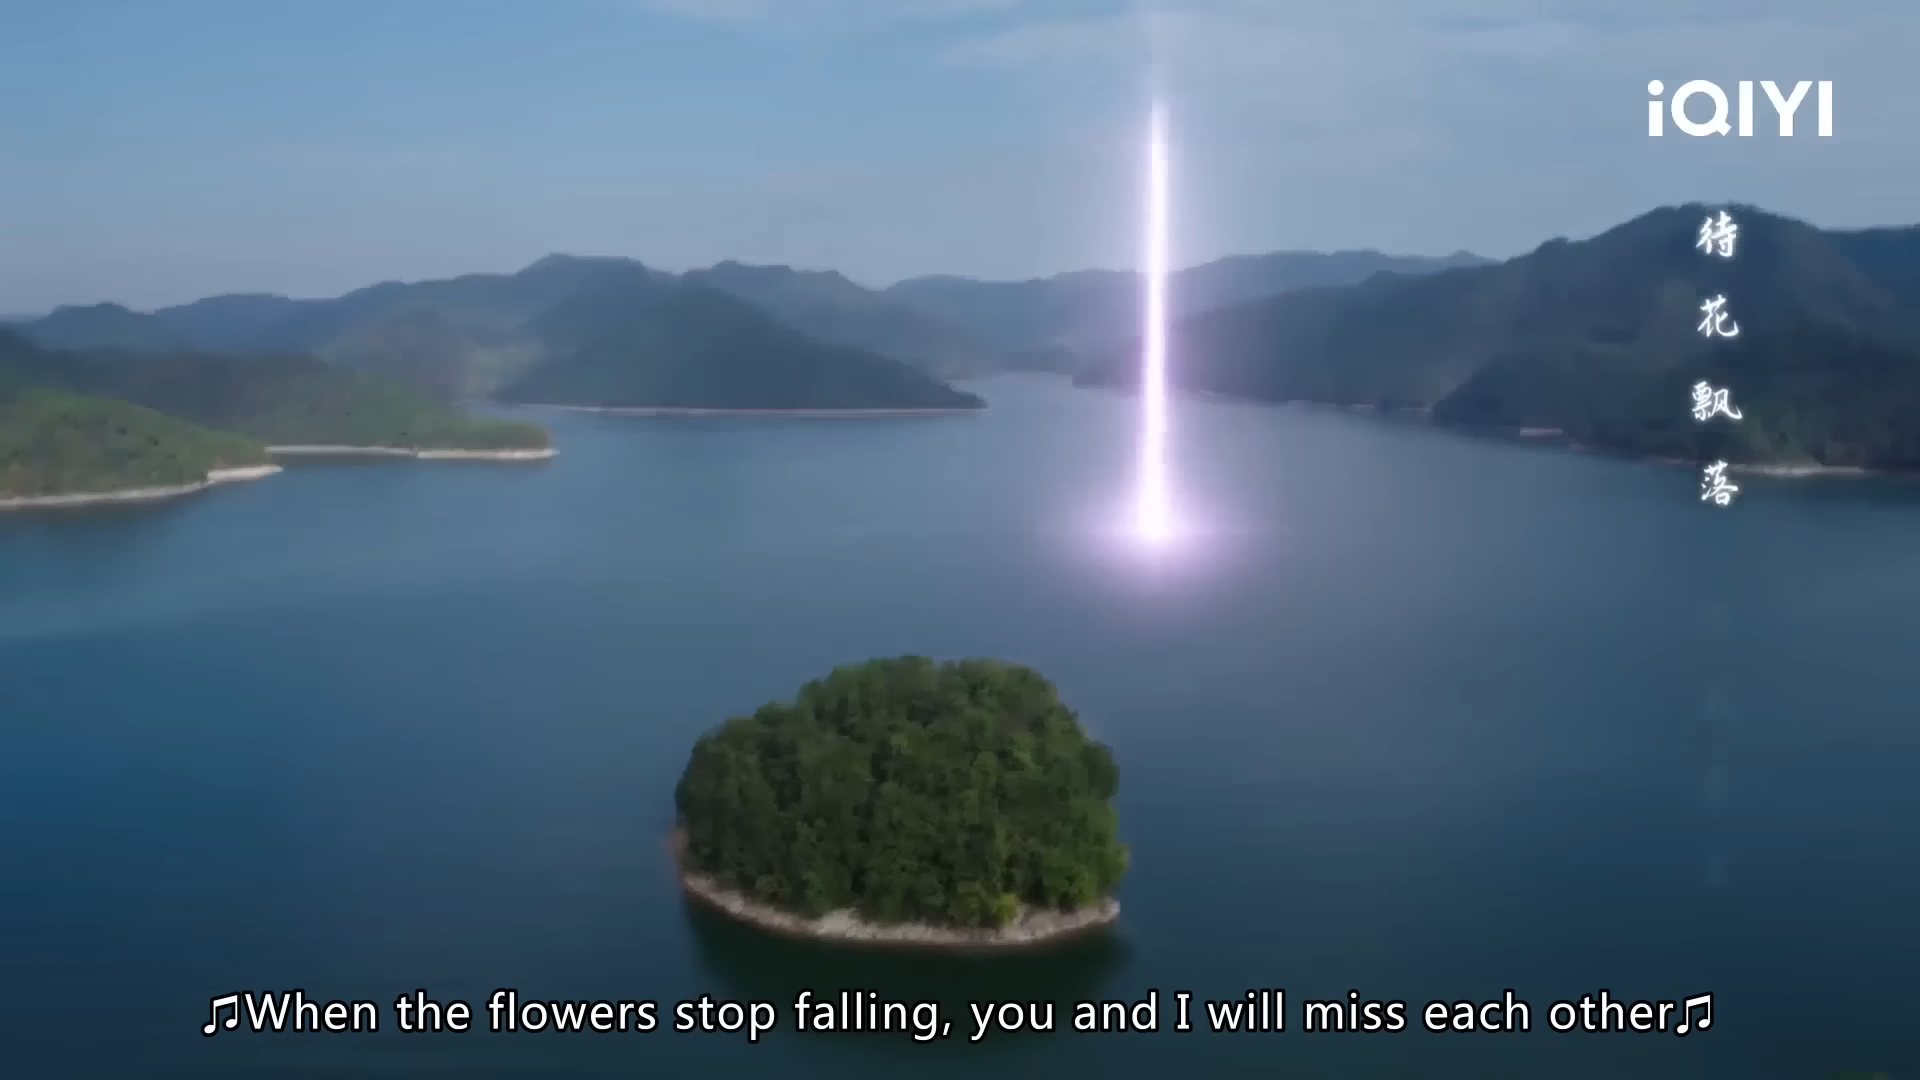 iQIYI
待花飘落
♫When the flowers stop falling, you and I will miss each other♫